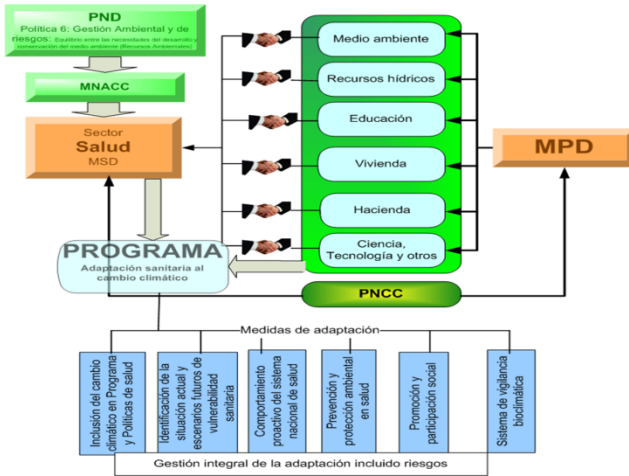 PND
Política 6: Gestión Ambiental y de
riesgos: Equilibrio entre las necesidades del desarrollo y
conservación del medio ambiente (Recursos Ambientales)
MNACC
Sector
Salud
MSD
PROGRAMA
Adaptación sanitaria al
cambio climático
Medio ambiente
Recursos hídricos
Educación
Vivienda
Hacienda
Ciencia,
Tecnología y otros
MPD
PNCC
Medidas de adaptación
Inclusión del cambio
climático en Programa
y Políticas de salud
Identificación de la
situación actual y
escenarios futuros de
vulnerabilidad
sanitaria
Comportamiento
proactivo del sistema
nacional de salud
Prevención y
protección ambiental
en salud
Promoción y
participación social
Sistema de vigilancia
bioclimática
Gestión integral de la adaptación incluido riesgos